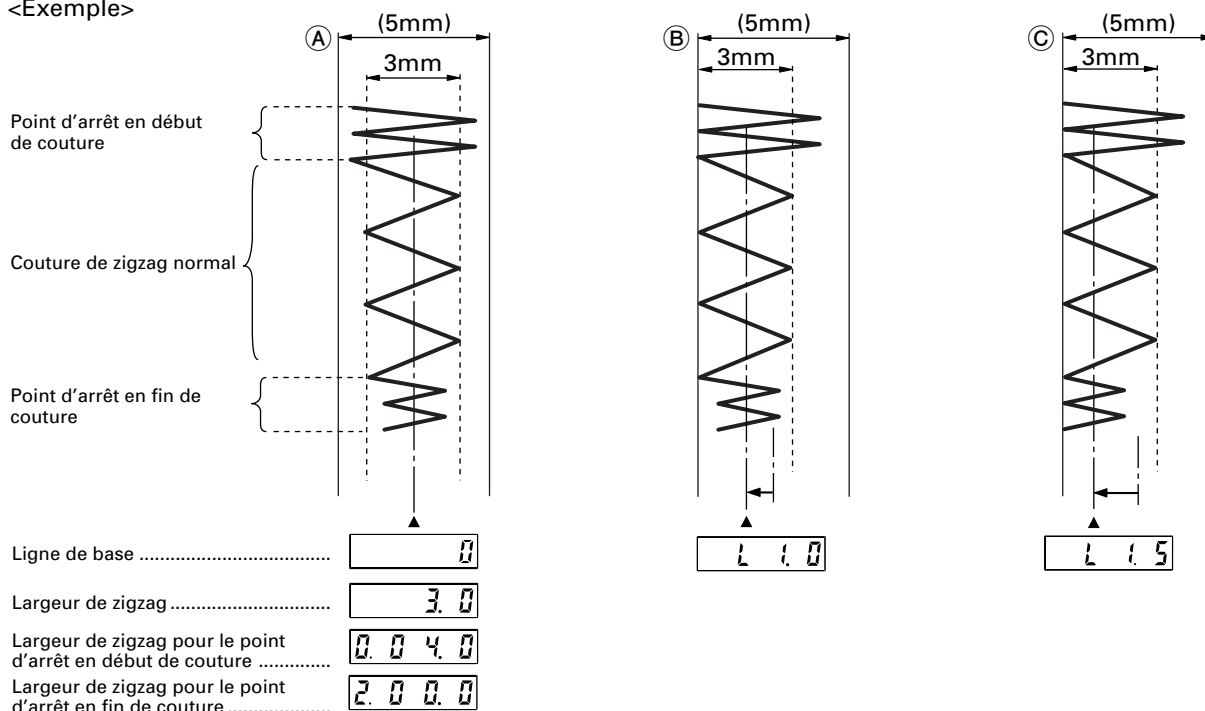 <Exemple>
Ⓐ (5mm) Ⓑ (5mm) Ⓒ (5mm)
3mm 3mm 3mm
Point d'arrêt en début
de couture
Couture de zigzag normal
Point d'arrêt en fin de
couture
Ligne de base .................................... 0 L 1. 0 L 1. 5
Largeur de zigzag .............................. 3. 0
Largeur de zigzag pour le point
d'arrêt en début de couture .............. 0. 0 4. 0
Largeur de zigzag pour le point
d'arrêt en fin de couture ................... 2. 0 0. 0